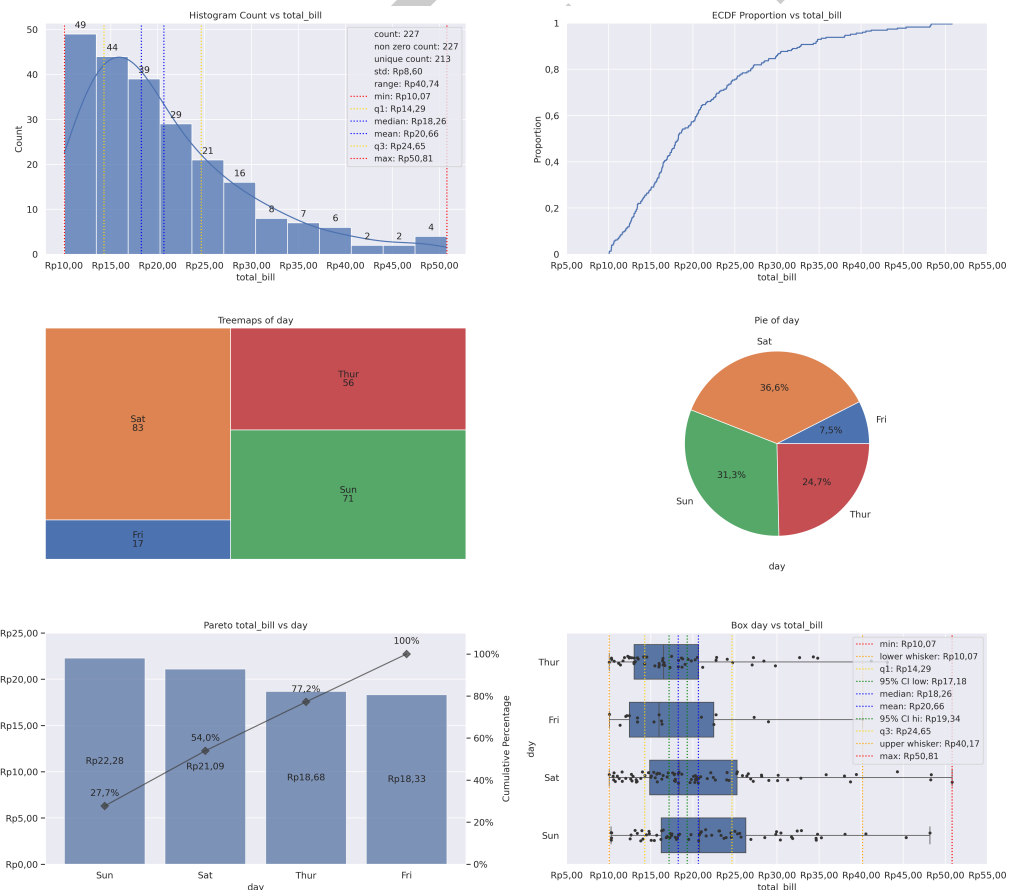 Histogram Count vs total_bill
50
40
30
20
10
0
Count
49
44
39
29
21
16
8
7
6
2
2
4
count: 227
non zero count: 227
unique count: 213
std: Rp8,60
range: Rp40,74
min: Rp10,07
q1: Rp14,29
median: Rp18,26
mean: Rp20,66
q3: Rp24,65
max: Rp50,81
Rp10,00 Rp15,00 Rp20,00 Rp25,00 Rp30,00 Rp35,00 Rp40,00 Rp45,00 Rp50,00
total_bill
ECDF Proportion vs total_bill
1
0,8
0,6
0,4
0,2
0
Proportion
Rp5,00 Rp10,00 Rp15,00 Rp20,00 Rp25,00 Rp30,00 Rp35,00 Rp40,00 Rp45,00 Rp50,00 Rp55,00
total_bill
Treemaps of day
Sat
83
Thur
56
Sun
71
Fri
17
Pie of day
Sat
36,6%
Fri
7,5%
31,3%
Sun
24,7%
Thur
day
Pareto total_bill vs day
Rp25,00
Rp20,00
Rp15,00
Rp10,00
Rp5,00
Rp0,00
100%
77,2%
54,0%
27,7%
Rp22,28
Rp21,09
Rp18,68
Rp18,33
100%
80%
60%
40%
20%
0%
Cumulative Percentage
Sun Sat Thur Fri
day
Box day vs total_bill
Thur
Fri
Sat
Sun
day
min: Rp10,07
lower whisker: Rp10,07
q1: Rp14,29
95% CI low: Rp17,18
median: Rp18,26
mean: Rp20,66
95% CI hi: Rp19,34
q3: Rp24,65
upper whisker: Rp40,17
max: Rp50,81
Rp5,00 Rp10,00 Rp15,00 Rp20,00 Rp25,00 Rp30,00 Rp35,00 Rp40,00 Rp45,00 Rp50,00 Rp55,00
total_bill